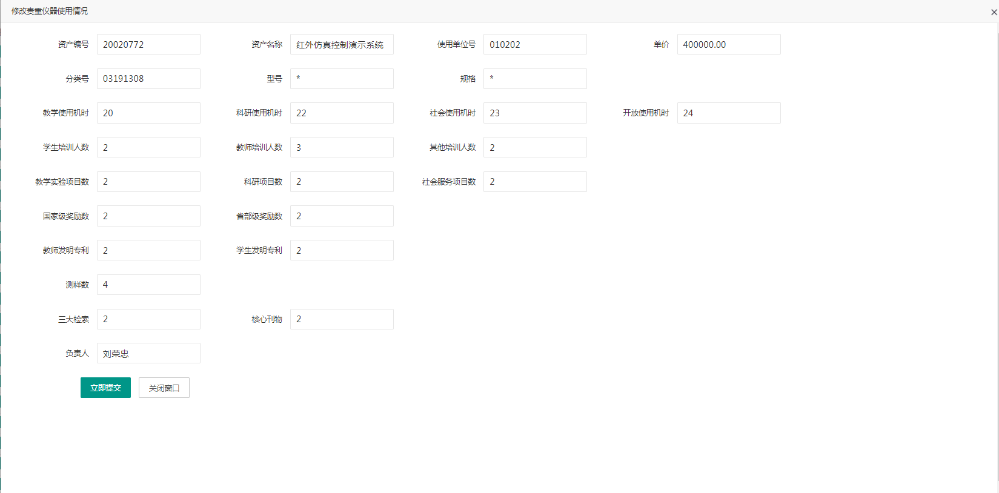 修改贵重仪器使用情况
资产编号 20020772 资产名称 红外仿真控制演示系统 使用单位号 010202 单价 400000.00
分类号 03191308 型号 * 规格 *
教学使用机时 20 科研使用机时 22 社会使用机时 23 开放使用机时 24
学生培训人数 2 教师培训人数 3 其他培训人数 2
教学实验项目数 2 科研项目数 2 社会服务项目数 2
国家级奖励数 2 省部级奖励数 2
教师发明专利 2 学生发明专利 2
测样数 4
三大检索 2 核心刊物 2
负责人 刘荣忠
立即提交 关闭窗口